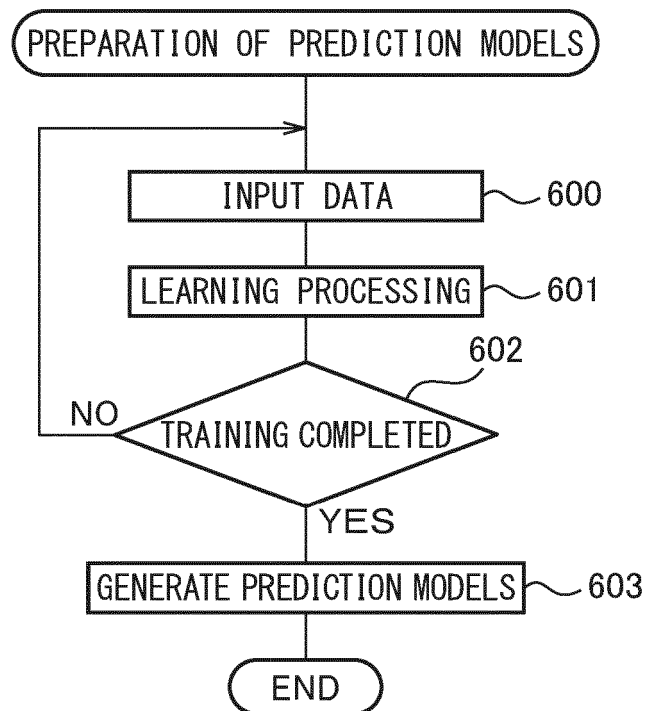 PREPARATION OF PREDICTION MODELS
INPUT DATA
600
LEARNING PROCESSING
601
602
TRAINING COMPLETED
NO
YES
GENERATE PREDICTION MODELS
603
END